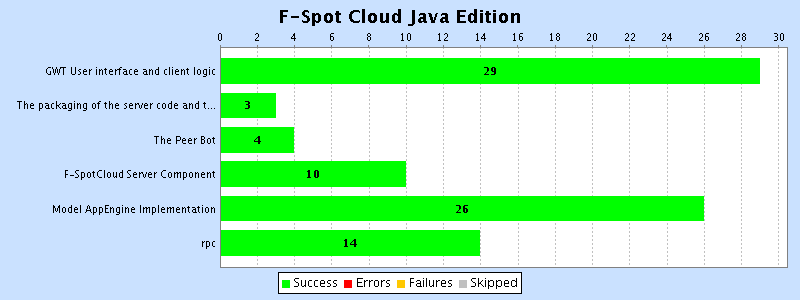 F-Spot Cloud Java Edition
0 2 4 6 8 10 12 14 16 18 20 22 24 26 28 30
GWT User interface and client logic 29
The packaging of the server code and t... 3
The Peer Bot 4
F-SpotCloud Server Component 10
Model AppEngine Implementation 26
rpc 14
Success Errors Failures Skipped